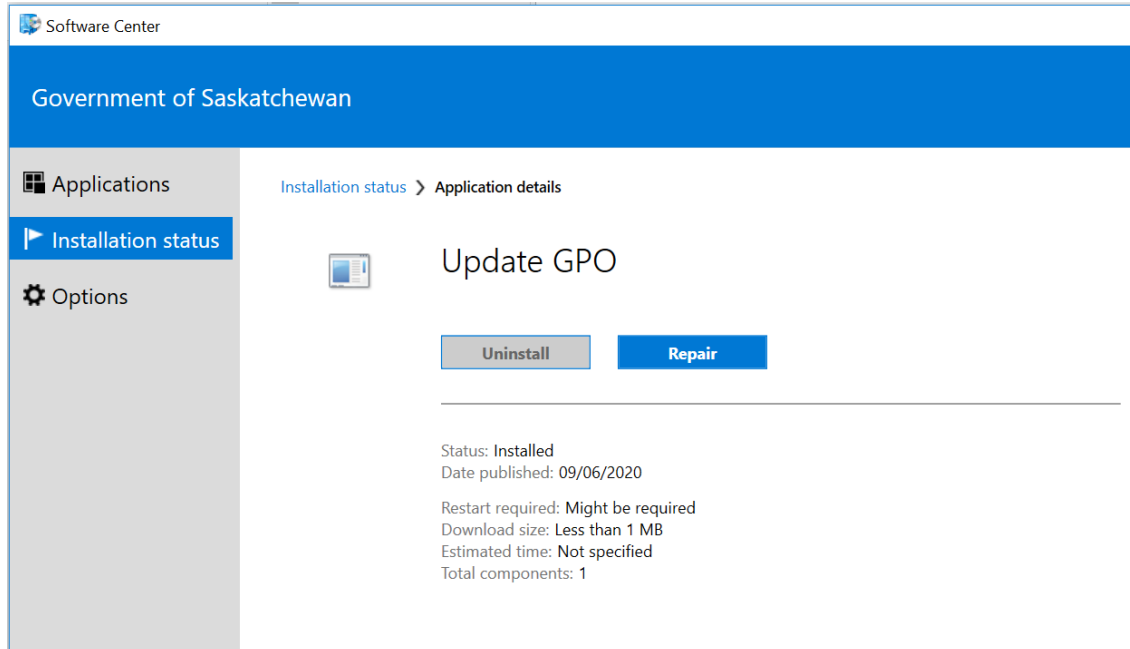 Software Center
Government of Saskatchewan
Applications
Installation status
Options
Installation status ❯ Application details
Update GPO
Uninstall Repair
Status: Installed
Date published: 09/06/2020
Restart required: Might be required
Download size: Less than 1 MB
Estimated time: Not specified
Total components: 1